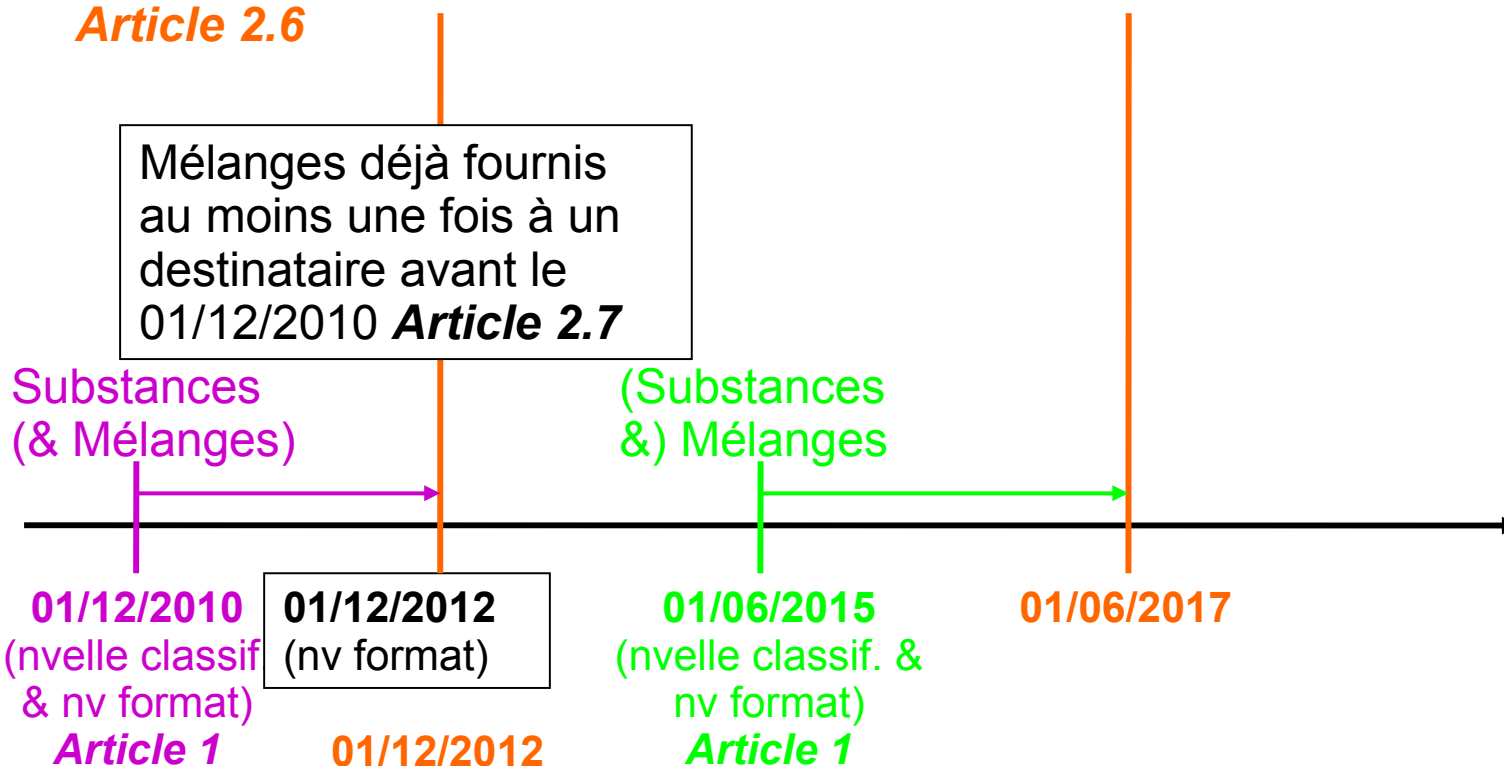 Article 2.6
Mélanges déjà fournis
au moins une fois à un
destinataire avant le
01/12/2010 Article 2.7
Substances
(& Mélanges)
(Substances
&) Mélanges
01/12/2010
(nvelle classif
& nv format)
Article 1
01/12/2012
(nv format)
01/12/2012
01/06/2015
(nvelle classif. &
nv format)
Article 1
01/06/2017